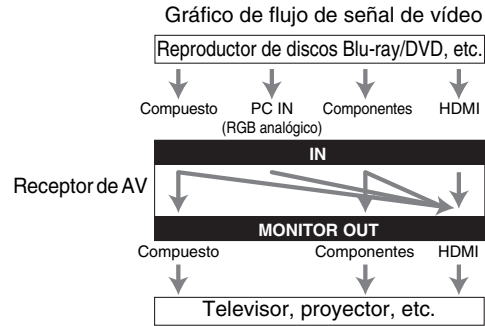 Gráfico de flujo de señal de vídeo
Reproductor de discos Blu-ray/DVD, etc.
Compuesto PC IN Componentes HDMI
(RGB analógico)
IN
Receptor de AV
MONITOR OUT
Compuesto Componentes HDMI
Televisor, proyector, etc.